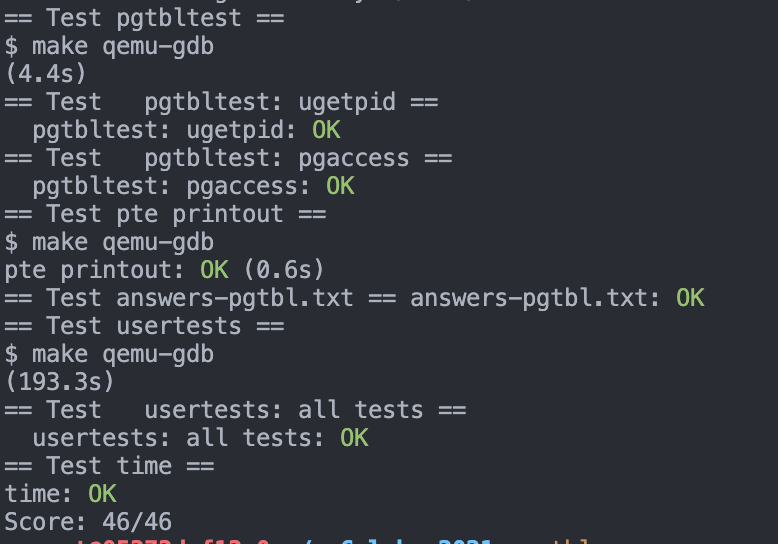 == Test pgtbltest ==
$ make qemu-gdb
(4.4s)
== Test   pgtbltest: ugetpid ==
  pgtbltest: ugetpid: OK
== Test   pgtbltest: pgaccess ==
  pgtbltest: pgaccess: OK
== Test pte printout ==
$ make qemu-gdb
pte printout: OK (0.6s)
== Test answers-pgtbl.txt == answers-pgtbl.txt: OK
== Test usertests ==
$ make qemu-gdb
(193.3s)
== Test   usertests: all tests ==
  usertests: all tests: OK
== Test time ==
time: OK
Score: 46/46